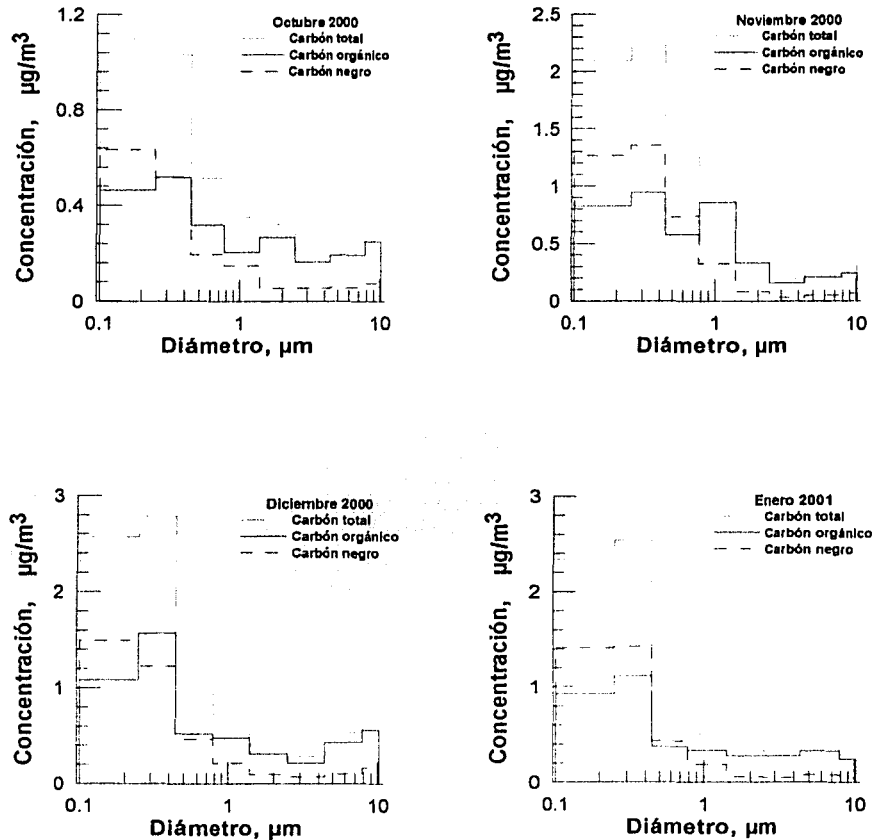 Octubre 2000
Carbón total
Carbón orgánico
Carbón negro
Concentración, µg/m³
1.2
0.8
0.4
0
0.1
1
10
Diámetro, µm
Noviembre 2000
Carbón total
Carbón orgánico
Carbón negro
Concentración, µg/m³
2.5
2
1.5
1
0.5
0
0.1
1
10
Diámetro, µm
Diciembre 2000
Carbón total
Carbón orgánico
Carbón negro
Concentración, µg/m³
3
2
1
0
0.1
1
10
Diámetro, µm
Enero 2001
Carbón total
Carbón orgánico
Carbón negro
Concentración, µg/m³
3
2
1
0
0.1
1
10
Diámetro, µm